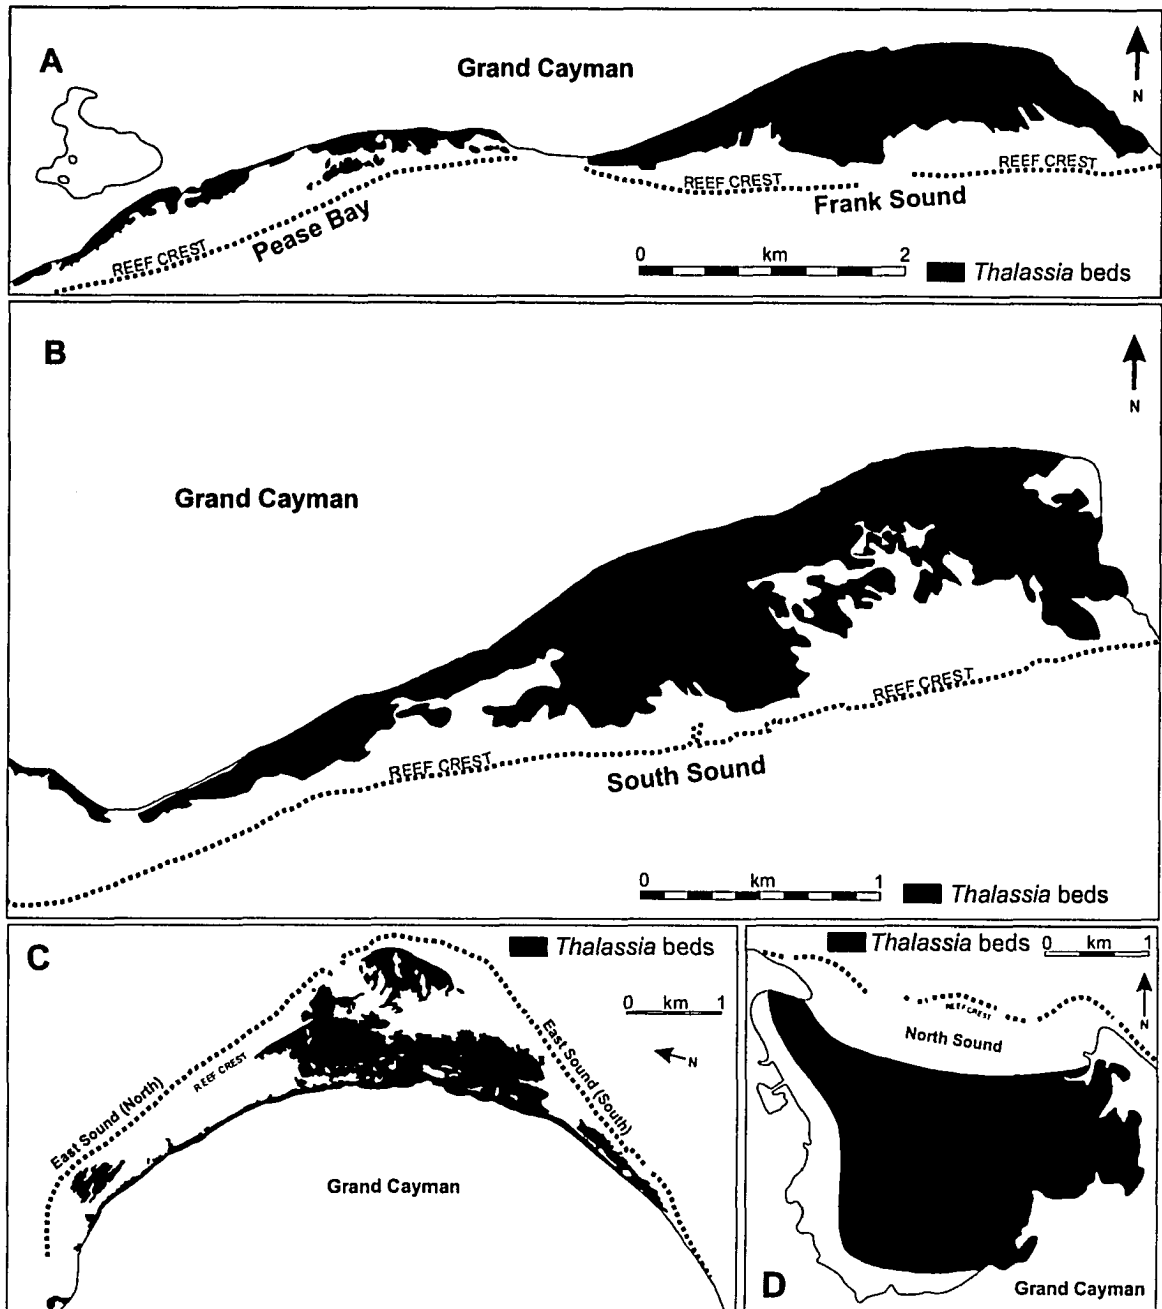 A
Grand Cayman
N
REEF CREST
Pease Bay
REEF CREST
REEF CREST
Frank Sound
0 km 2
Thalassia beds
B
N
Grand Cayman
REEF CREST
REEF CREST
South Sound
0 km 1
Thalassia beds
C
Thalassia beds
0 km 1
N
East Sound (North)
REEF CREST
East Sound (South)
Grand Cayman
Thalassia beds
0 km 1
N
REEF CREST
North Sound
D
Grand Cayman